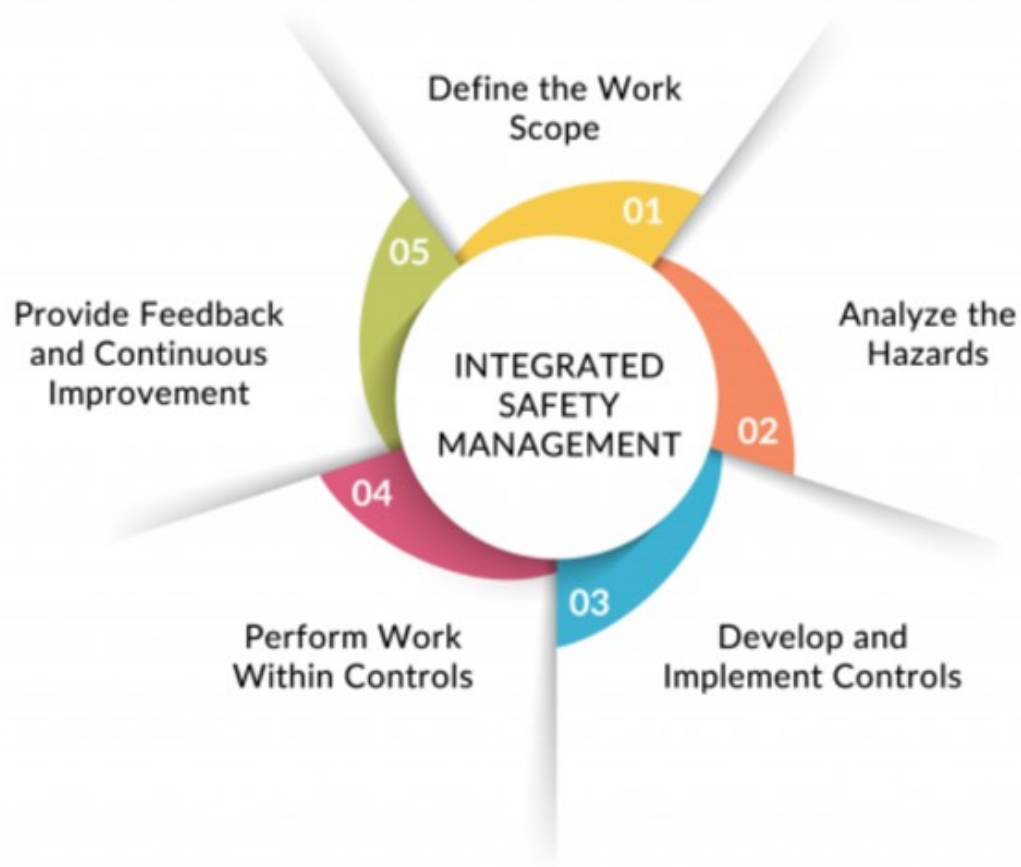 Define the Work
Scope
01
Analyze the
Hazards
02
Develop and
Implement Controls
03
Perform Work
Within Controls
04
Provide Feedback
and Continuous
Improvement
05
INTEGRATED
SAFETY
MANAGEMENT